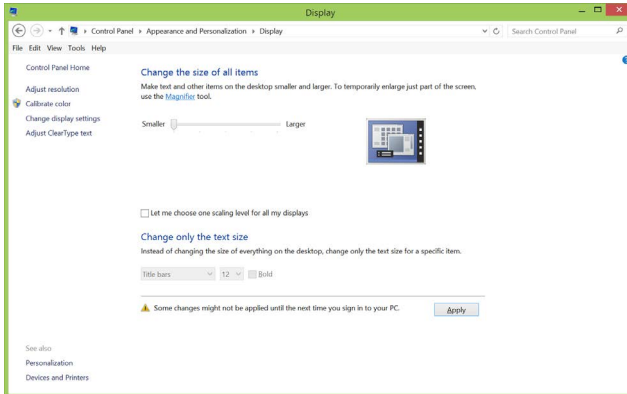 Display
Control Panel › Appearance and Personalization › Display
Search Control Panel
File Edit View Tools Help
Control Panel Home
Adjust resolution
Calibrate color
Change display settings
Adjust ClearType text
Change the size of all items
Make text and other items on the desktop smaller and larger. To temporarily enlarge just part of the screen,
use the Magnifier tool.
Smaller Larger
Let me choose one scaling level for all my displays
Change only the text size
Instead of changing the size of everything on the desktop, change only the text size for a specific item.
Title bars 12 Bold
Some changes might not be applied until the next time you sign in to your PC.
Apply
See also
Personalization
Devices and Printers